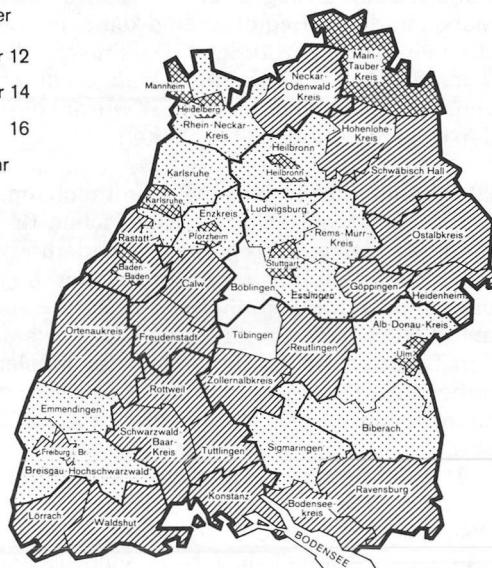 er
r 12
r 14
16
hr
Main-
Tauber
Kreis
Neckar-
Odenwald
Kreis
Mannheim
Heidelberg
Rhein-Neckar-
Kreis
Hohenlohe-
Kreis
Heilbronn
Heilbronn
Schwäbisch Hall
Karlsruhe
Karlsruhe
Enzkreis
Ludwigsburg
Rems-Murr-
Kreis
Pforzheim
Rastatt
Ostalbkreis
Baden-
Baden
Stuttgart
Calw
Böblingen
Esslingen
Göppingen
Heidenheim
Alb-Donau-Kreis
Ortenaukreis
Freudenstadt
Tübingen
Reutlingen
Ulm
Rottweil
Zollernalbkreis
Emmendingen
Schwarzwald
Baar-
Kreis
Biberach
Freiburg i. Br.
Tuttlingen
Sigmaringen
Breisgau-Hochschwarzwald
Konstanz
Bodensee-
kreis
Ravensburg
Lörrach
Waldshut
BODENSEE